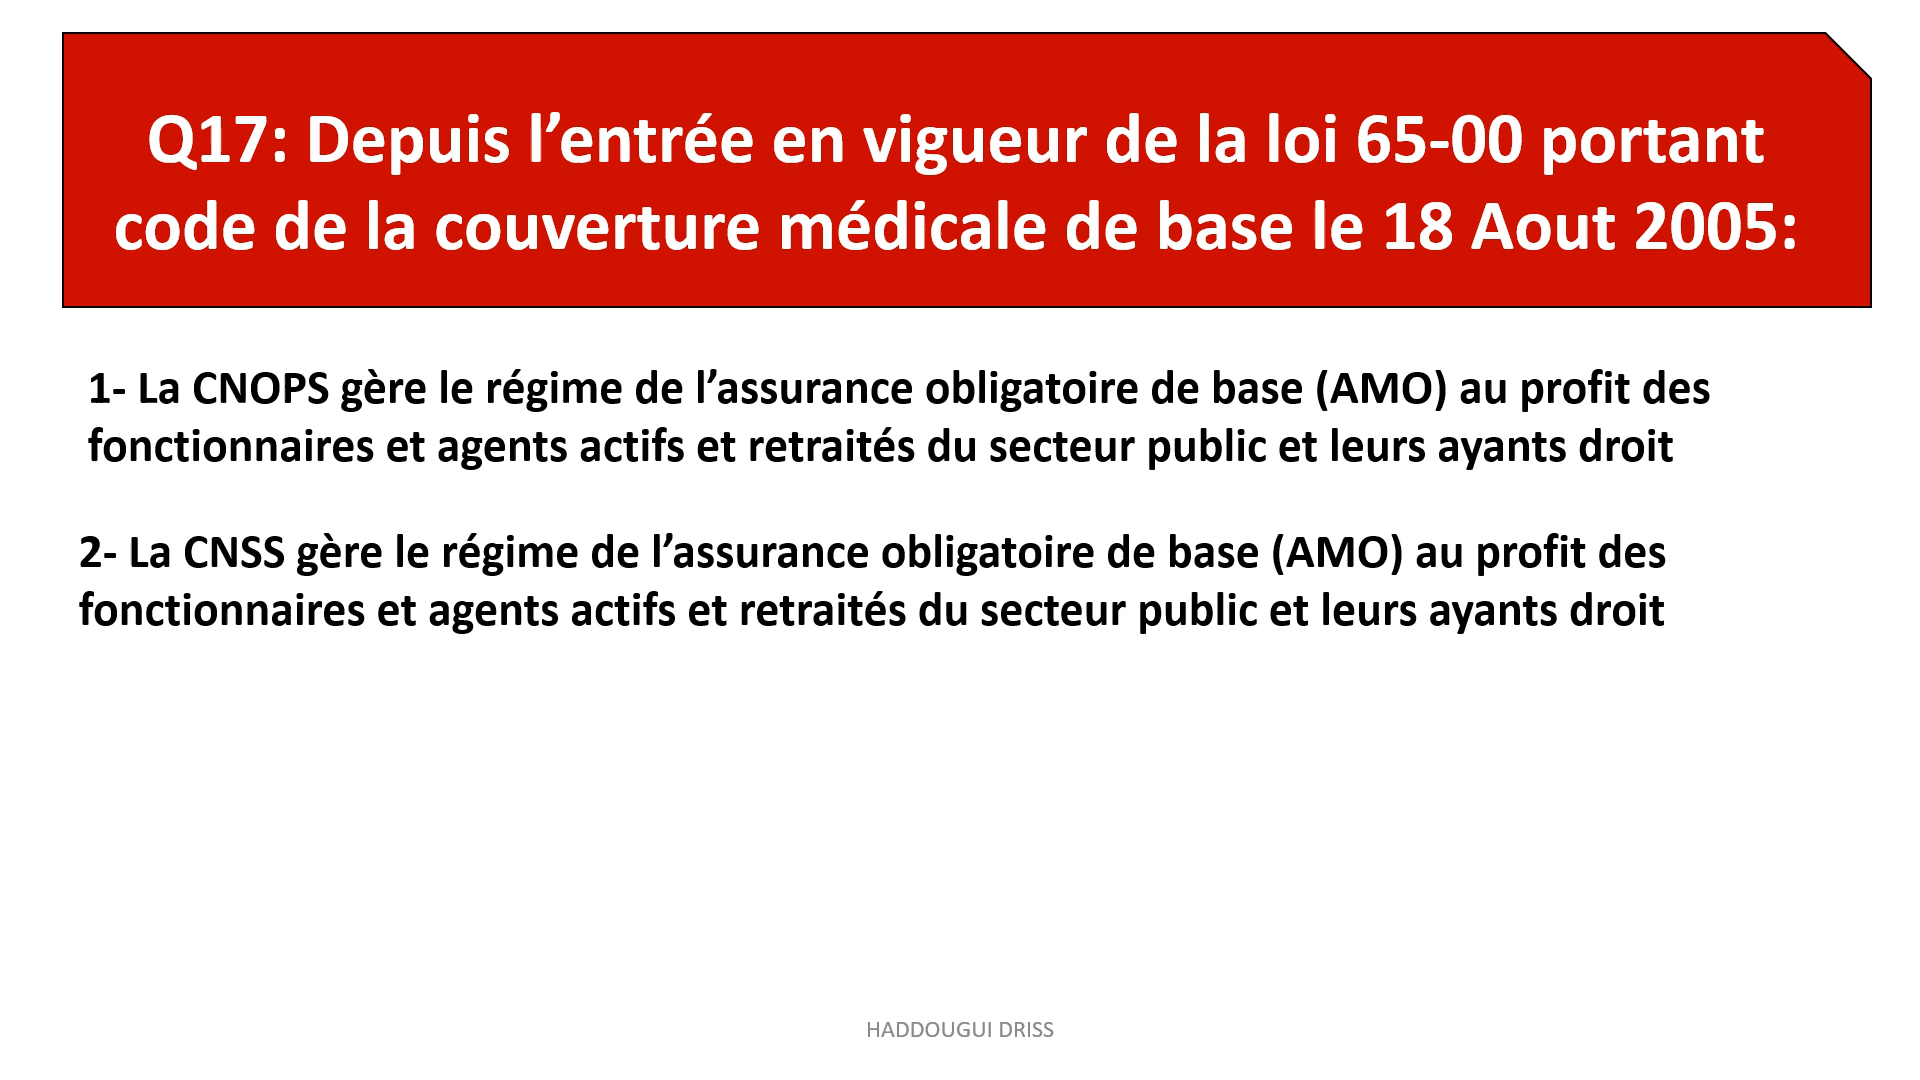 Q17: Depuis l’entrée en vigueur de la loi 65-00 portant
code de la couverture médicale de base le 18 Aout 2005:
1- La CNOPS gère le régime de l’assurance obligatoire de base (AMO) au profit des
fonctionnaires et agents actifs et retraités du secteur public et leurs ayants droit
2- La CNSS gère le régime de l’assurance obligatoire de base (AMO) au profit des
fonctionnaires et agents actifs et retraités du secteur public et leurs ayants droit
HADDOUGUI DRISS